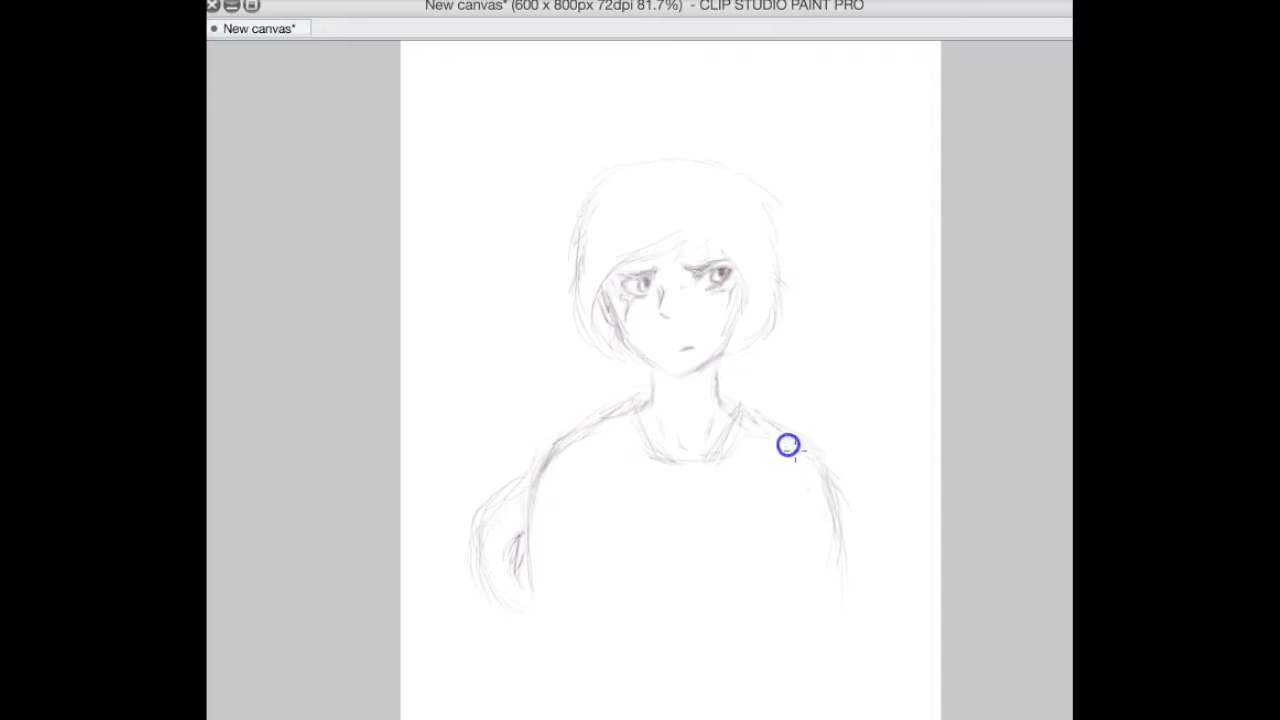 New canvas* (600 x 800px 72dpi 81.7%) - CLIP STUDIO PAINT PRO
New canvas*